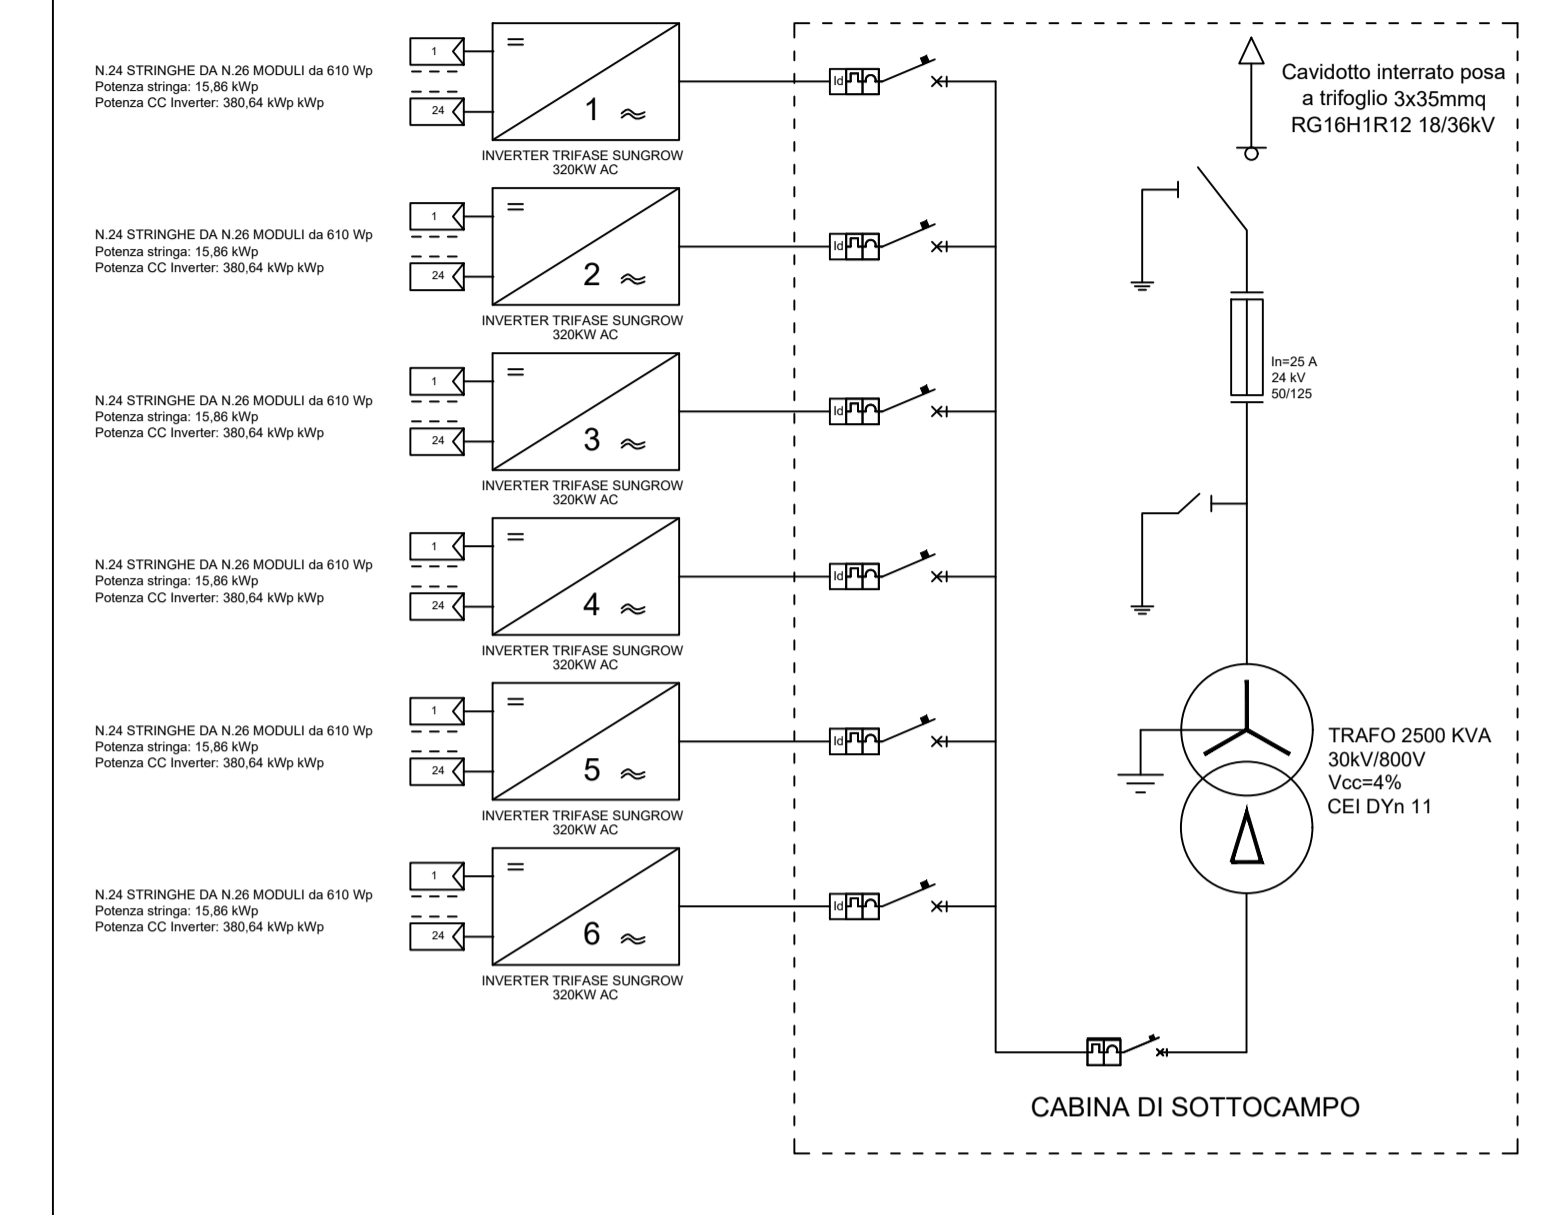 N.24 STRINGHE DA N.26 MODULI da 610 Wp
Potenza stringa: 15,86 kWp
Potenza CC Inverter: 380,64 kWp kWp
1
24
=
1
≈
INVERTER TRIFASE SUNGROW
320KW AC
Id
N.24 STRINGHE DA N.26 MODULI da 610 Wp
Potenza stringa: 15,86 kWp
Potenza CC Inverter: 380,64 kWp kWp
1
24
=
2
≈
INVERTER TRIFASE SUNGROW
320KW AC
Id
N.24 STRINGHE DA N.26 MODULI da 610 Wp
Potenza stringa: 15,86 kWp
Potenza CC Inverter: 380,64 kWp kWp
1
24
=
3
≈
INVERTER TRIFASE SUNGROW
320KW AC
Id
N.24 STRINGHE DA N.26 MODULI da 610 Wp
Potenza stringa: 15,86 kWp
Potenza CC Inverter: 380,64 kWp kWp
1
24
=
4
≈
INVERTER TRIFASE SUNGROW
320KW AC
Id
N.24 STRINGHE DA N.26 MODULI da 610 Wp
Potenza stringa: 15,86 kWp
Potenza CC Inverter: 380,64 kWp kWp
1
24
=
5
≈
INVERTER TRIFASE SUNGROW
320KW AC
Id
N.24 STRINGHE DA N.26 MODULI da 610 Wp
Potenza stringa: 15,86 kWp
Potenza CC Inverter: 380,64 kWp kWp
1
24
=
6
≈
INVERTER TRIFASE SUNGROW
320KW AC
Id
Cavidotto interrato posa
a trifoglio 3x35mmq
RG16H1R12 18/36kV
In=25 A
24 kV
50/125
TRAFO 2500 KVA
30kV/800V
Vcc=4%
CEI DYn 11
CABINA DI SOTTOCAMPO